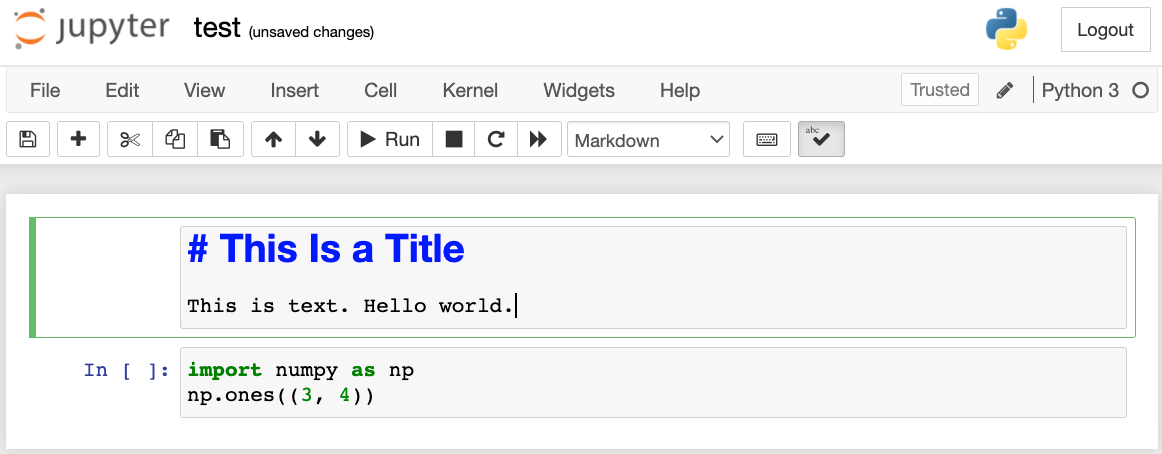 jupyter test (unsaved changes) Logout
File Edit View Insert Cell Kernel Widgets Help Trusted Python 3
Run Markdown abc
# This Is a Title
This is text. Hello world.
In [ ]: import numpy as np
np.ones((3, 4))